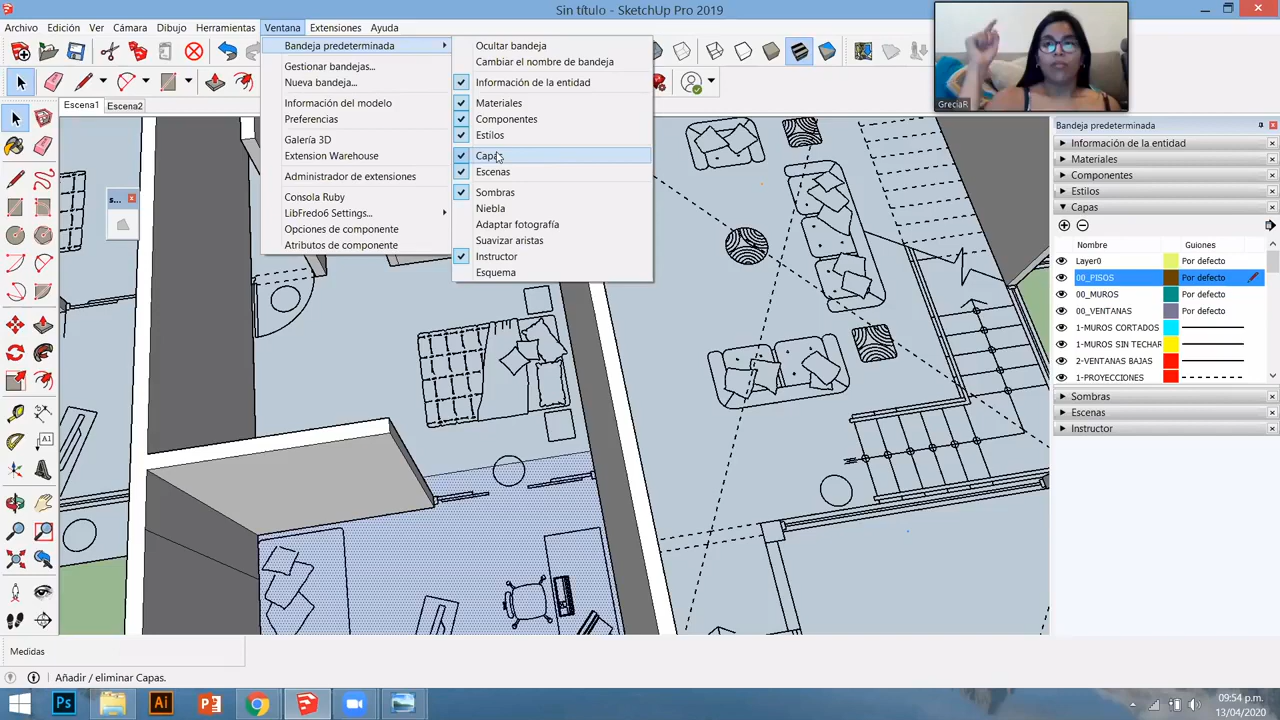 Sin título - SketchUp Pro 2019
Archivo Edición Ver Cámara Dibujo Herramientas Ventana Extensiones Ayuda
Escena1 Escena2
Bandeja predeterminada
Gestionar bandejas...
Nueva bandeja...
Información del modelo
Preferencias
Galería 3D
Extension Warehouse
Administrador de extensiones
Consola Ruby
LibFredo6 Settings...
Opciones de componente
Atributos de componente
Ocultar bandeja
Cambiar el nombre de bandeja
Información de la entidad
Materiales
Componentes
Estilos
Capas
Escenas
Sombras
Niebla
Adaptar fotografía
Suavizar aristas
Instructor
Esquema
s...
GreciaR
Bandeja predeterminada
Información de la entidad
Materiales
Componentes
Estilos
Capas
Nombre Guiones
Layer0 Por defecto
00_PISOS Por defecto
00_MUROS Por defecto
00_VENTANAS Por defecto
1-MUROS CORTADOS
1-MUROS SIN TECHAR
2-VENTANAS BAJAS
1-PROYECCIONES
Sombras
Escenas
Instructor
A1
Medidas
Añadir / eliminar Capas.
Ps
Ai
09:54 p.m.
13/04/2020